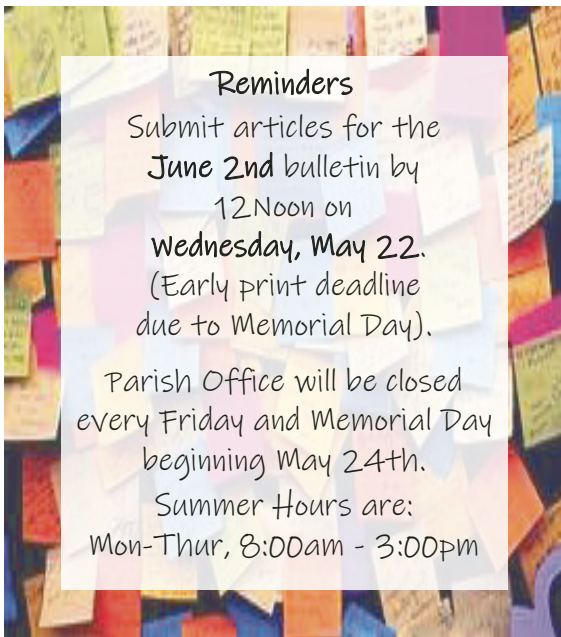 Reminders
Submit articles for the
June 2nd bulletin by
12Noon on
Wednesday, May 22.
(Early print deadline
due to Memorial Day).
Parish Office will be closed
every Friday and Memorial Day
beginning May 24th.
Summer Hours are:
Mon-Thur, 8:00am - 3:00pm